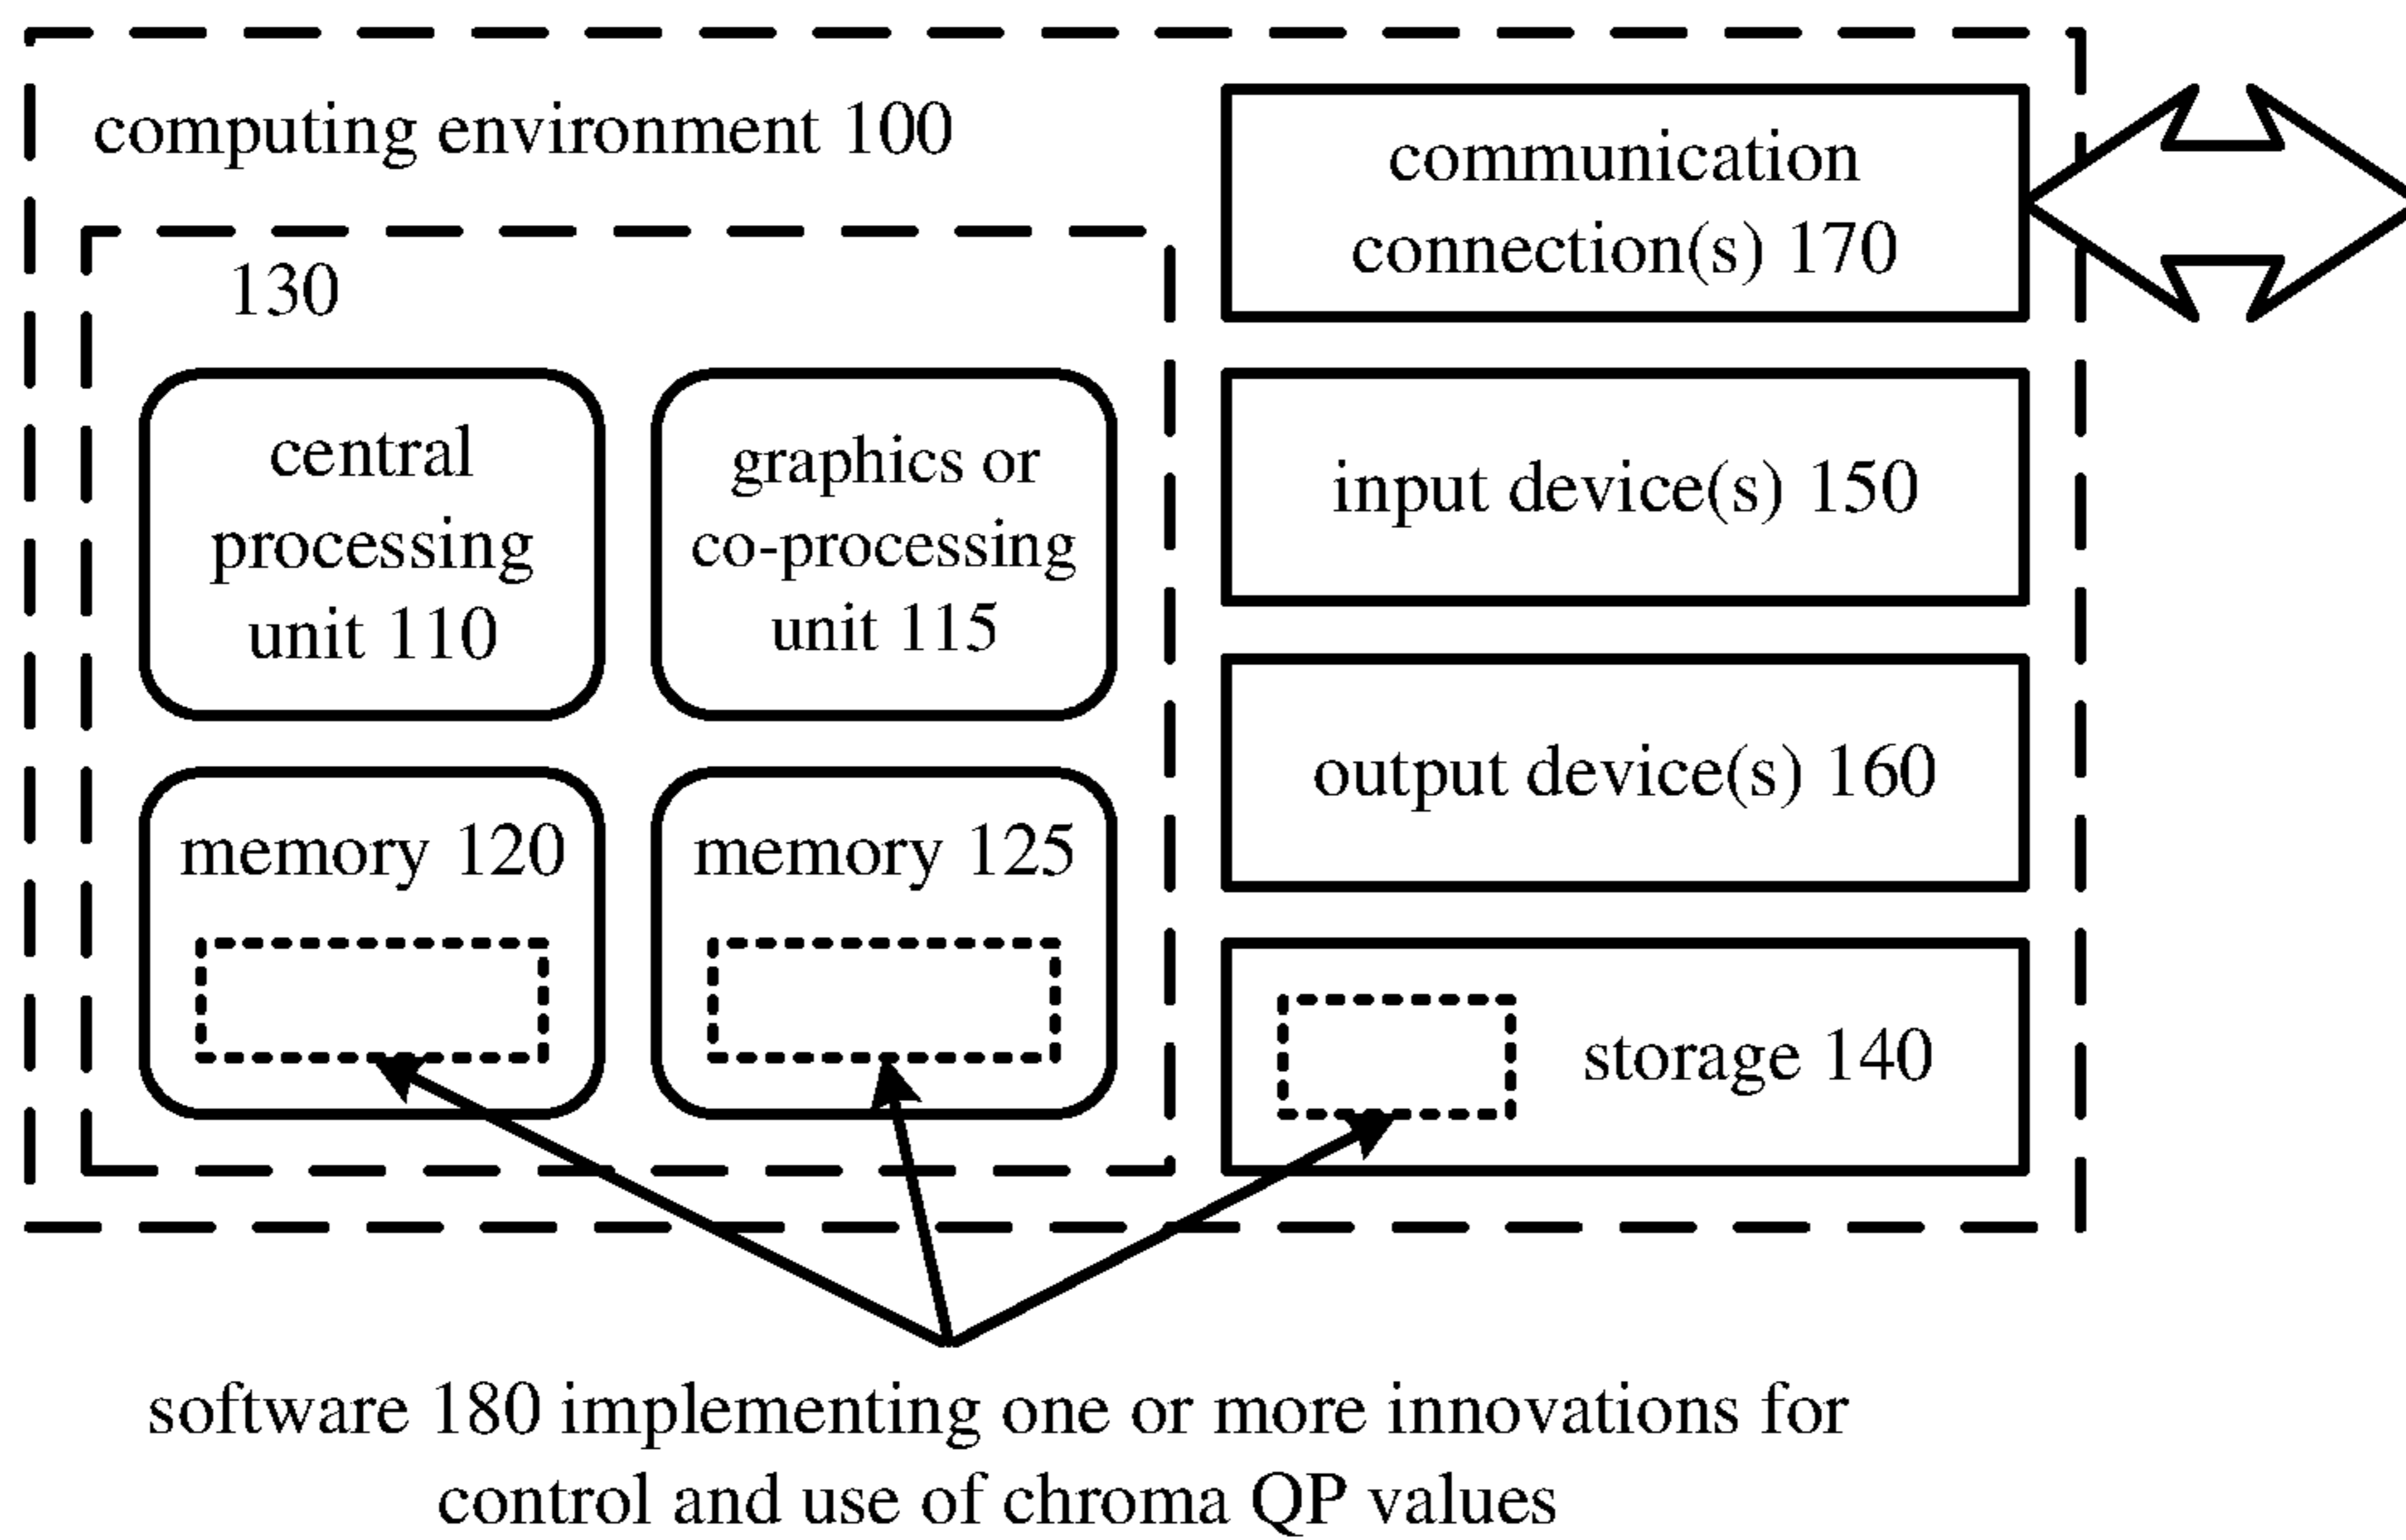 computing environment 100
130
central
processing
unit 110
graphics or
co-processing
unit 115
memory 120
memory 125
communication
connection(s) 170
input device(s) 150
output device(s) 160
storage 140
software 180 implementing one or more innovations for
control and use of chroma QP values